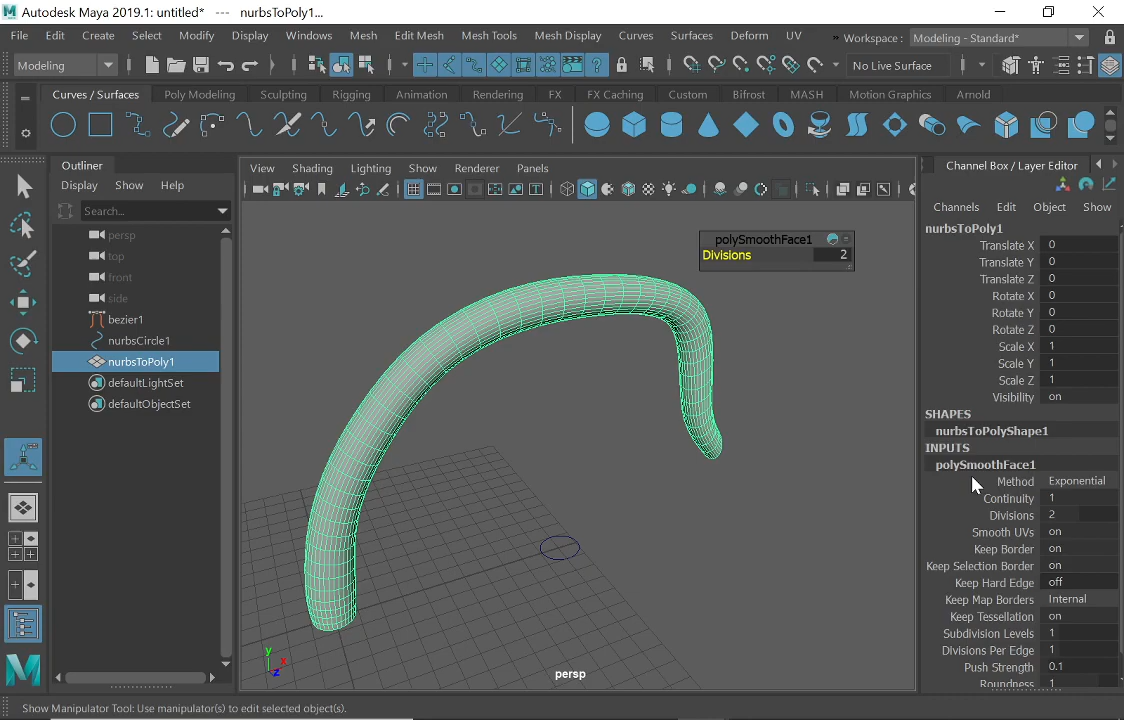 Autodesk Maya 2019.1: untitled* --- nurbsToPoly1...
File Edit Create Select Modify Display Windows Mesh Edit Mesh Mesh Tools Mesh Display Curves Surfaces Deform UV » Workspace : Modeling - Standard*
Modeling No Live Surface
Curves / Surfaces Poly Modeling Sculpting Rigging Animation Rendering FX FX Caching Custom Bifrost MASH Motion Graphics Arnold
Outliner
Display Show Help
Search...
persp
top
front
side
bezier1
nurbsCircle1
nurbsToPoly1
defaultLightSet
defaultObjectSet
View Shading Lighting Show Renderer Panels
polySmoothFace1
Divisions 2
y
x
z
persp
Channel Box / Layer Editor
Channels Edit Object Show
nurbsToPoly1
Translate X 0
Translate Y 0
Translate Z 0
Rotate X 0
Rotate Y 0
Rotate Z 0
Scale X 1
Scale Y 1
Scale Z 1
Visibility on
SHAPES
nurbsToPolyShape1
INPUTS
polySmoothFace1
Method Exponential
Continuity 1
Divisions 2
Smooth UVs on
Keep Border on
Keep Selection Border on
Keep Hard Edge off
Keep Map Borders Internal
Keep Tessellation on
Subdivision Levels 1
Divisions Per Edge 1
Push Strength 0.1
Roundness 1
Show Manipulator Tool: Use manipulator(s) to edit selected object(s).